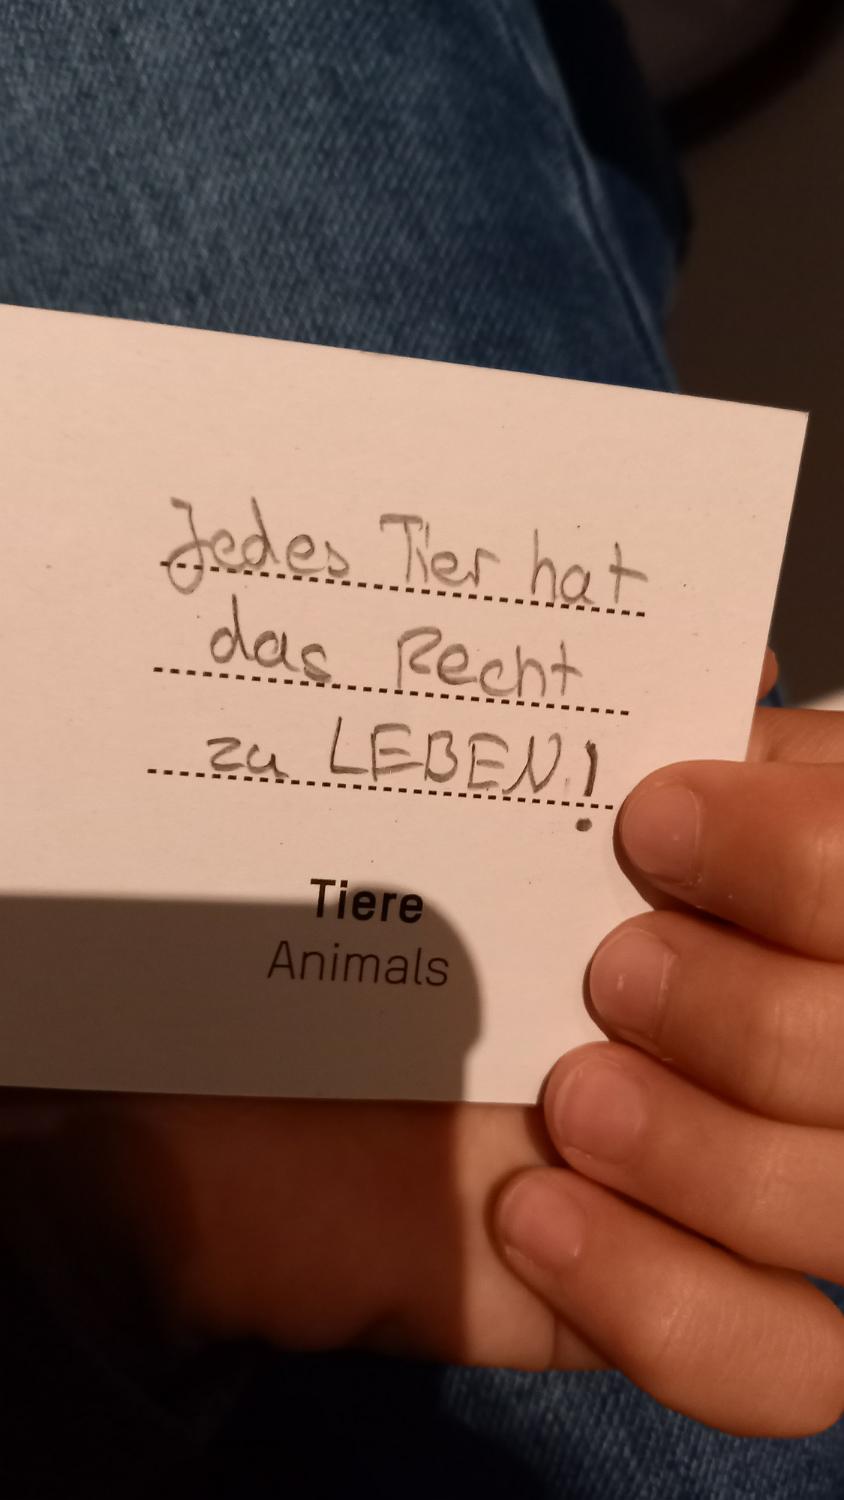 Jedes Tier hat
das Recht
zu LEBEN!
Tiere
Animals